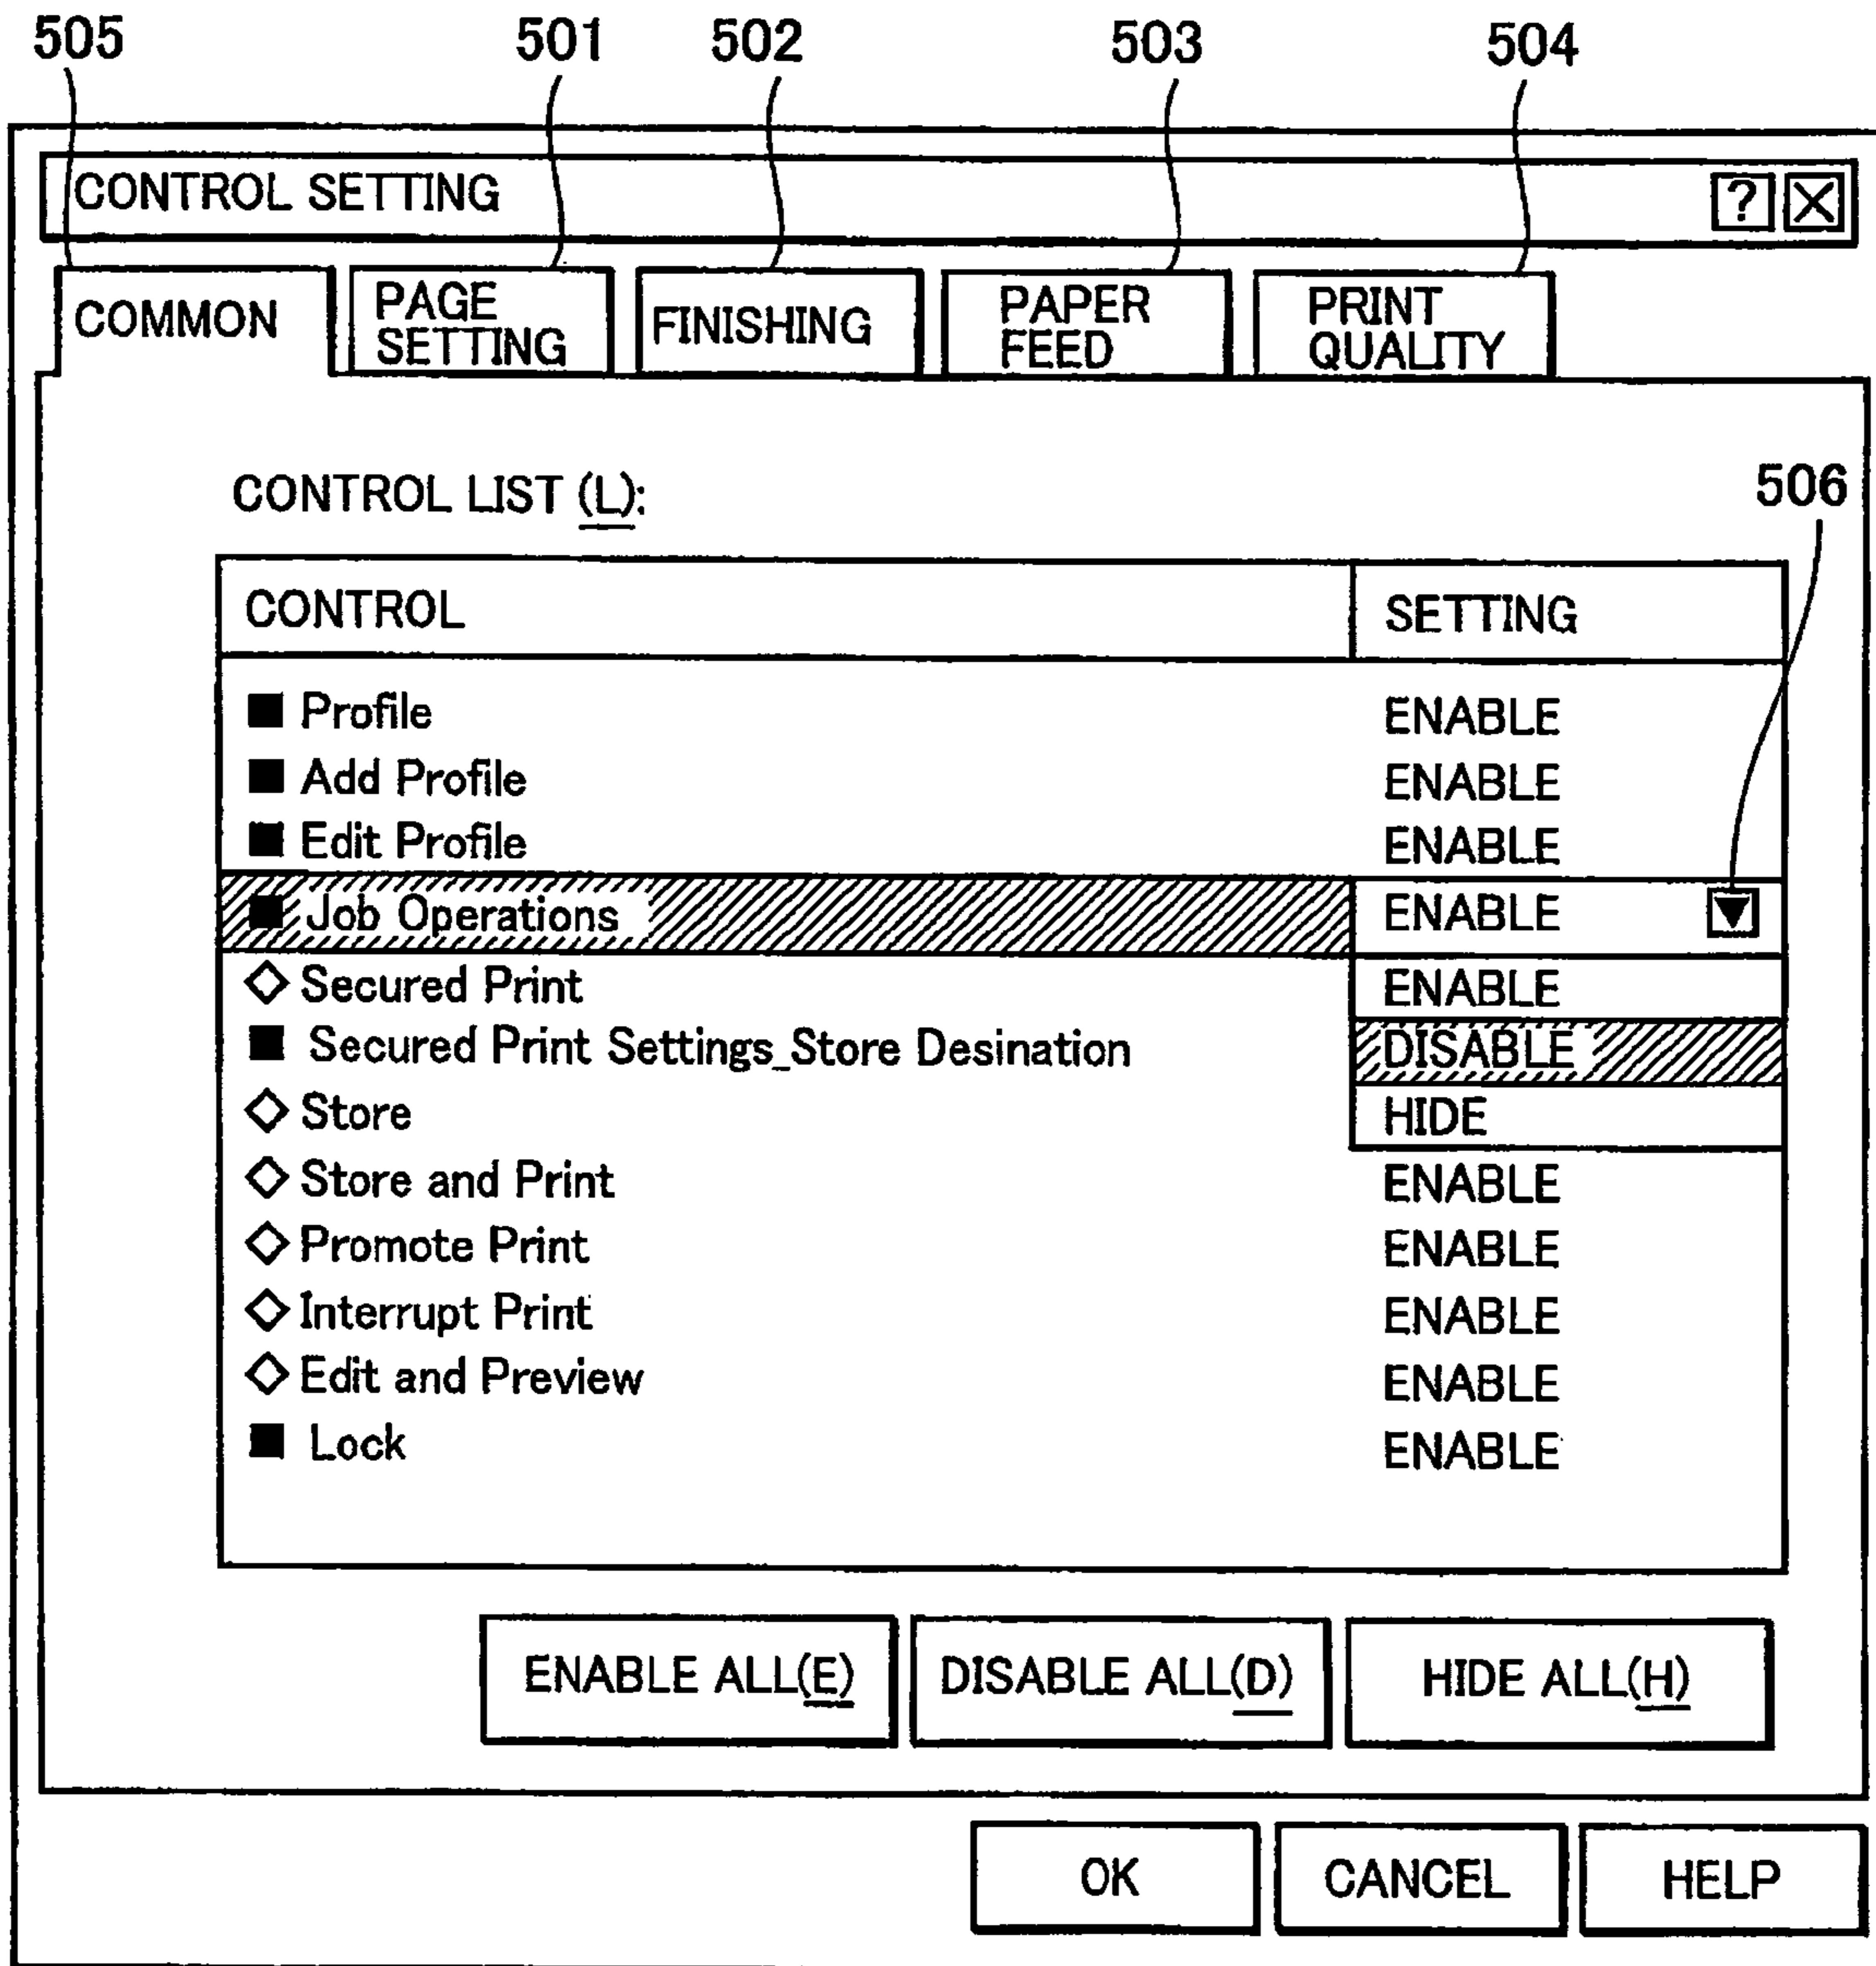 505 501 502 503 504
CONTROL SETTING ?
COMMON PAGE SETTING FINISHING PAPER FEED PRINT QUALITY
CONTROL LIST (L):
506
CONTROL SETTING
Profile ENABLE
Add Profile ENABLE
Edit Profile ENABLE
Job Operations ENABLE
Secured Print ENABLE
Secured Print Settings_Store Desination DISABLE
Store HIDE
Store and Print ENABLE
Promote Print ENABLE
Interrupt Print ENABLE
Edit and Preview ENABLE
Lock ENABLE
ENABLE ALL(E) DISABLE ALL(D) HIDE ALL(H)
OK CANCEL HELP